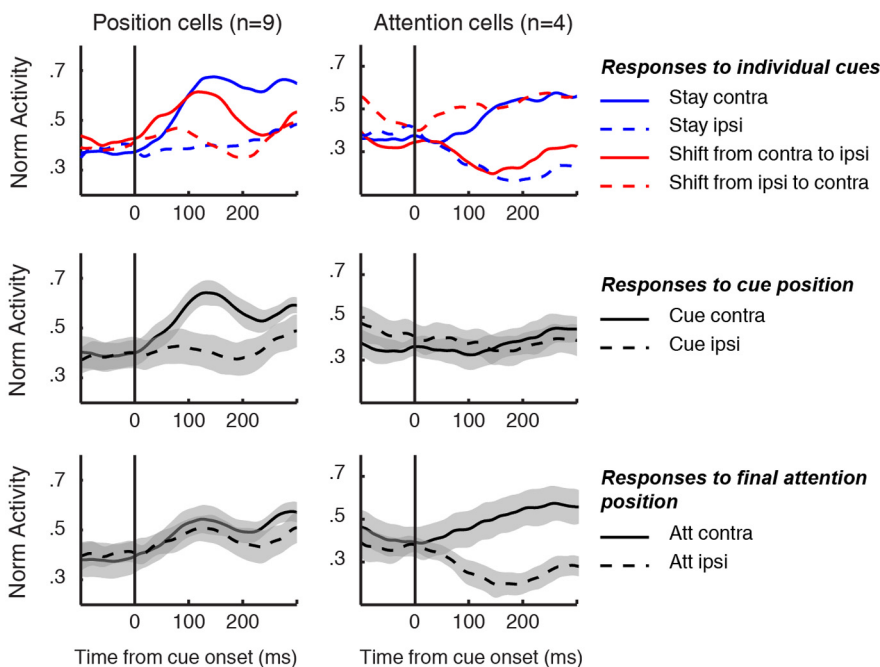 Position cells (n=9)
Attention cells (n=4)
Norm Activity
.7
.5
.3
0
100
200
.7
.5
.3
0
100
200
Responses to individual cues
Stay contra
Stay ipsi
Shift from contra to ipsi
Shift from ipsi to contra
Norm Activity
.7
.5
.3
0
100
200
.7
.5
.3
0
100
200
Responses to cue position
Cue contra
Cue ipsi
Norm Activity
.7
.5
.3
0
100
200
.7
.5
.3
0
100
200
Responses to final attention
position
Att contra
Att ipsi
Time from cue onset (ms)
Time from cue onset (ms)